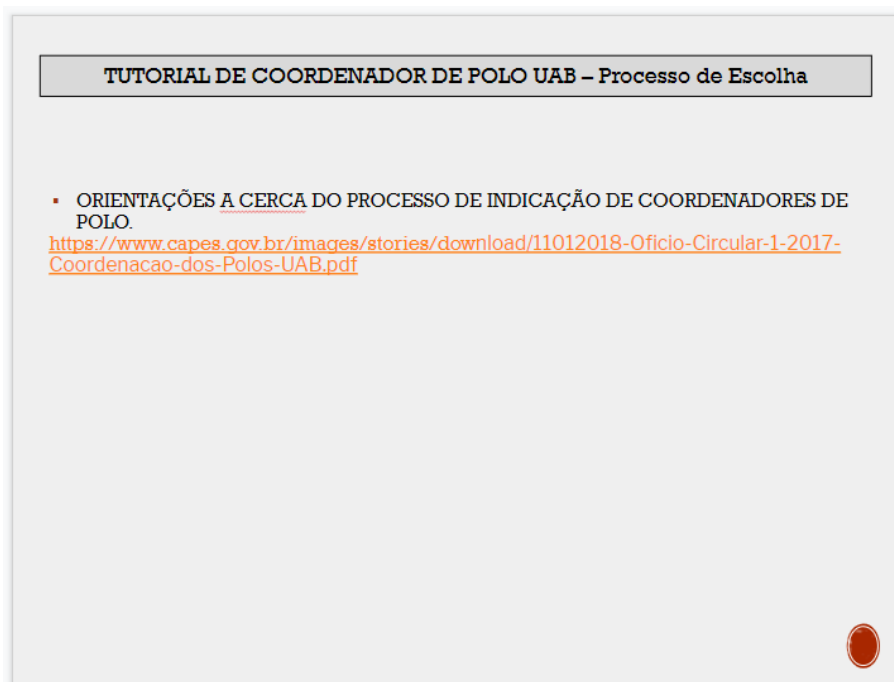 TUTORIAL DE COORDENADOR DE POLO UAB – Processo de Escolha
▪ ORIENTAÇÕES A CERCA DO PROCESSO DE INDICAÇÃO DE COORDENADORES DE
POLO.
https://www.capes.gov.br/images/stories/download/11012018-Oficio-Circular-1-2017-
Coordenacao-dos-Polos-UAB.pdf